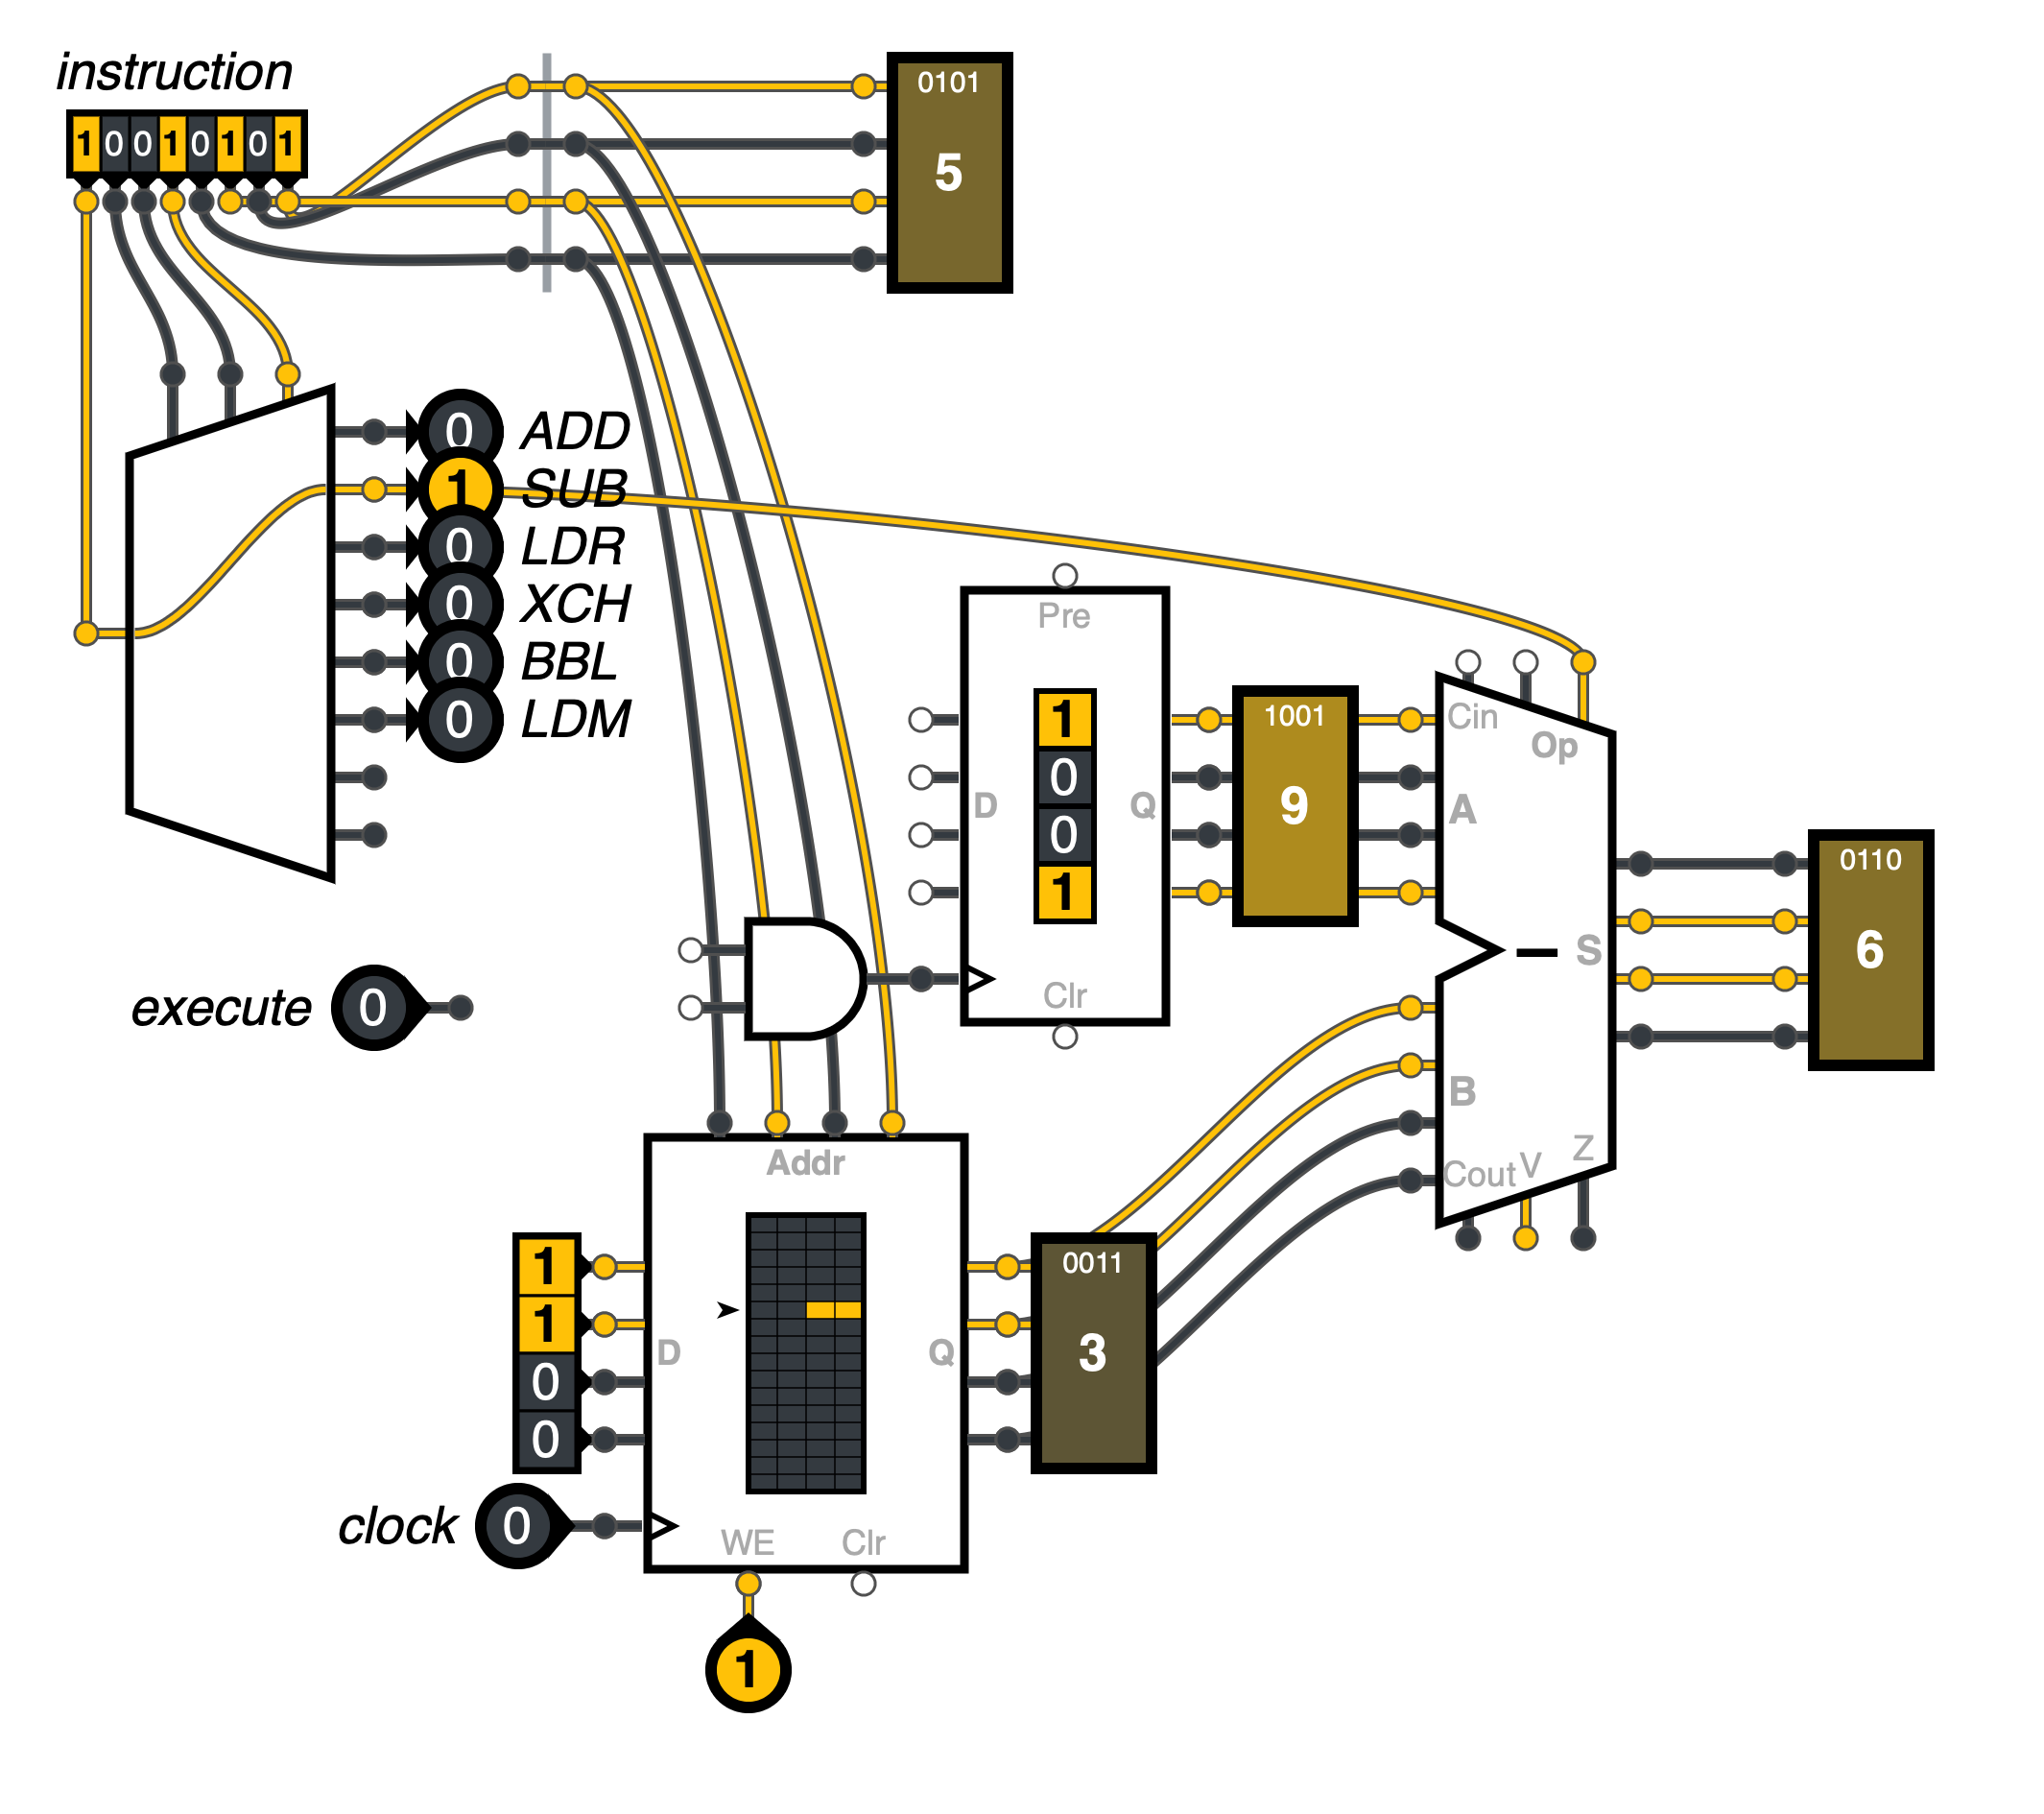 instruction
1 0 0 1 0 1 0 1
0101
5
0 ADD
1 SUB
0 LDR
0 XCH
0 BBL
0 LDM
execute 0
Pre
1
0
0
1
D
Q
Clr
1001
9
Cin
Op
A
B
S
Cout V Z
0110
6
Addr
1
1
0
0
D
Q
0011
3
clock 0
WE Clr
1